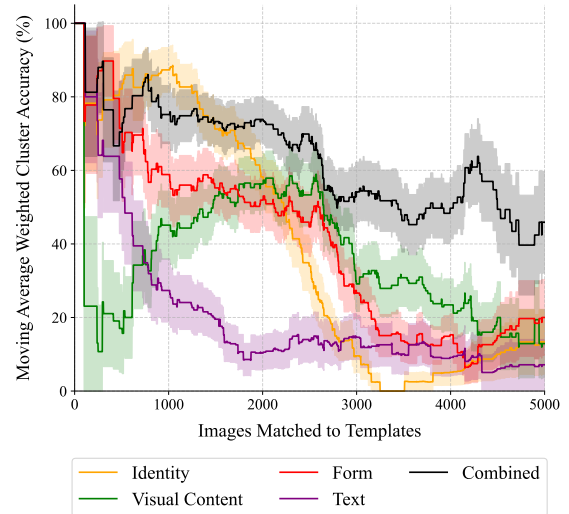 Moving Average Weighted Cluster Accuracy (%)
100
80
60
40
20
0
0 1000 2000 3000 4000 5000
Images Matched to Templates
Identity Form Combined
Visual Content Text